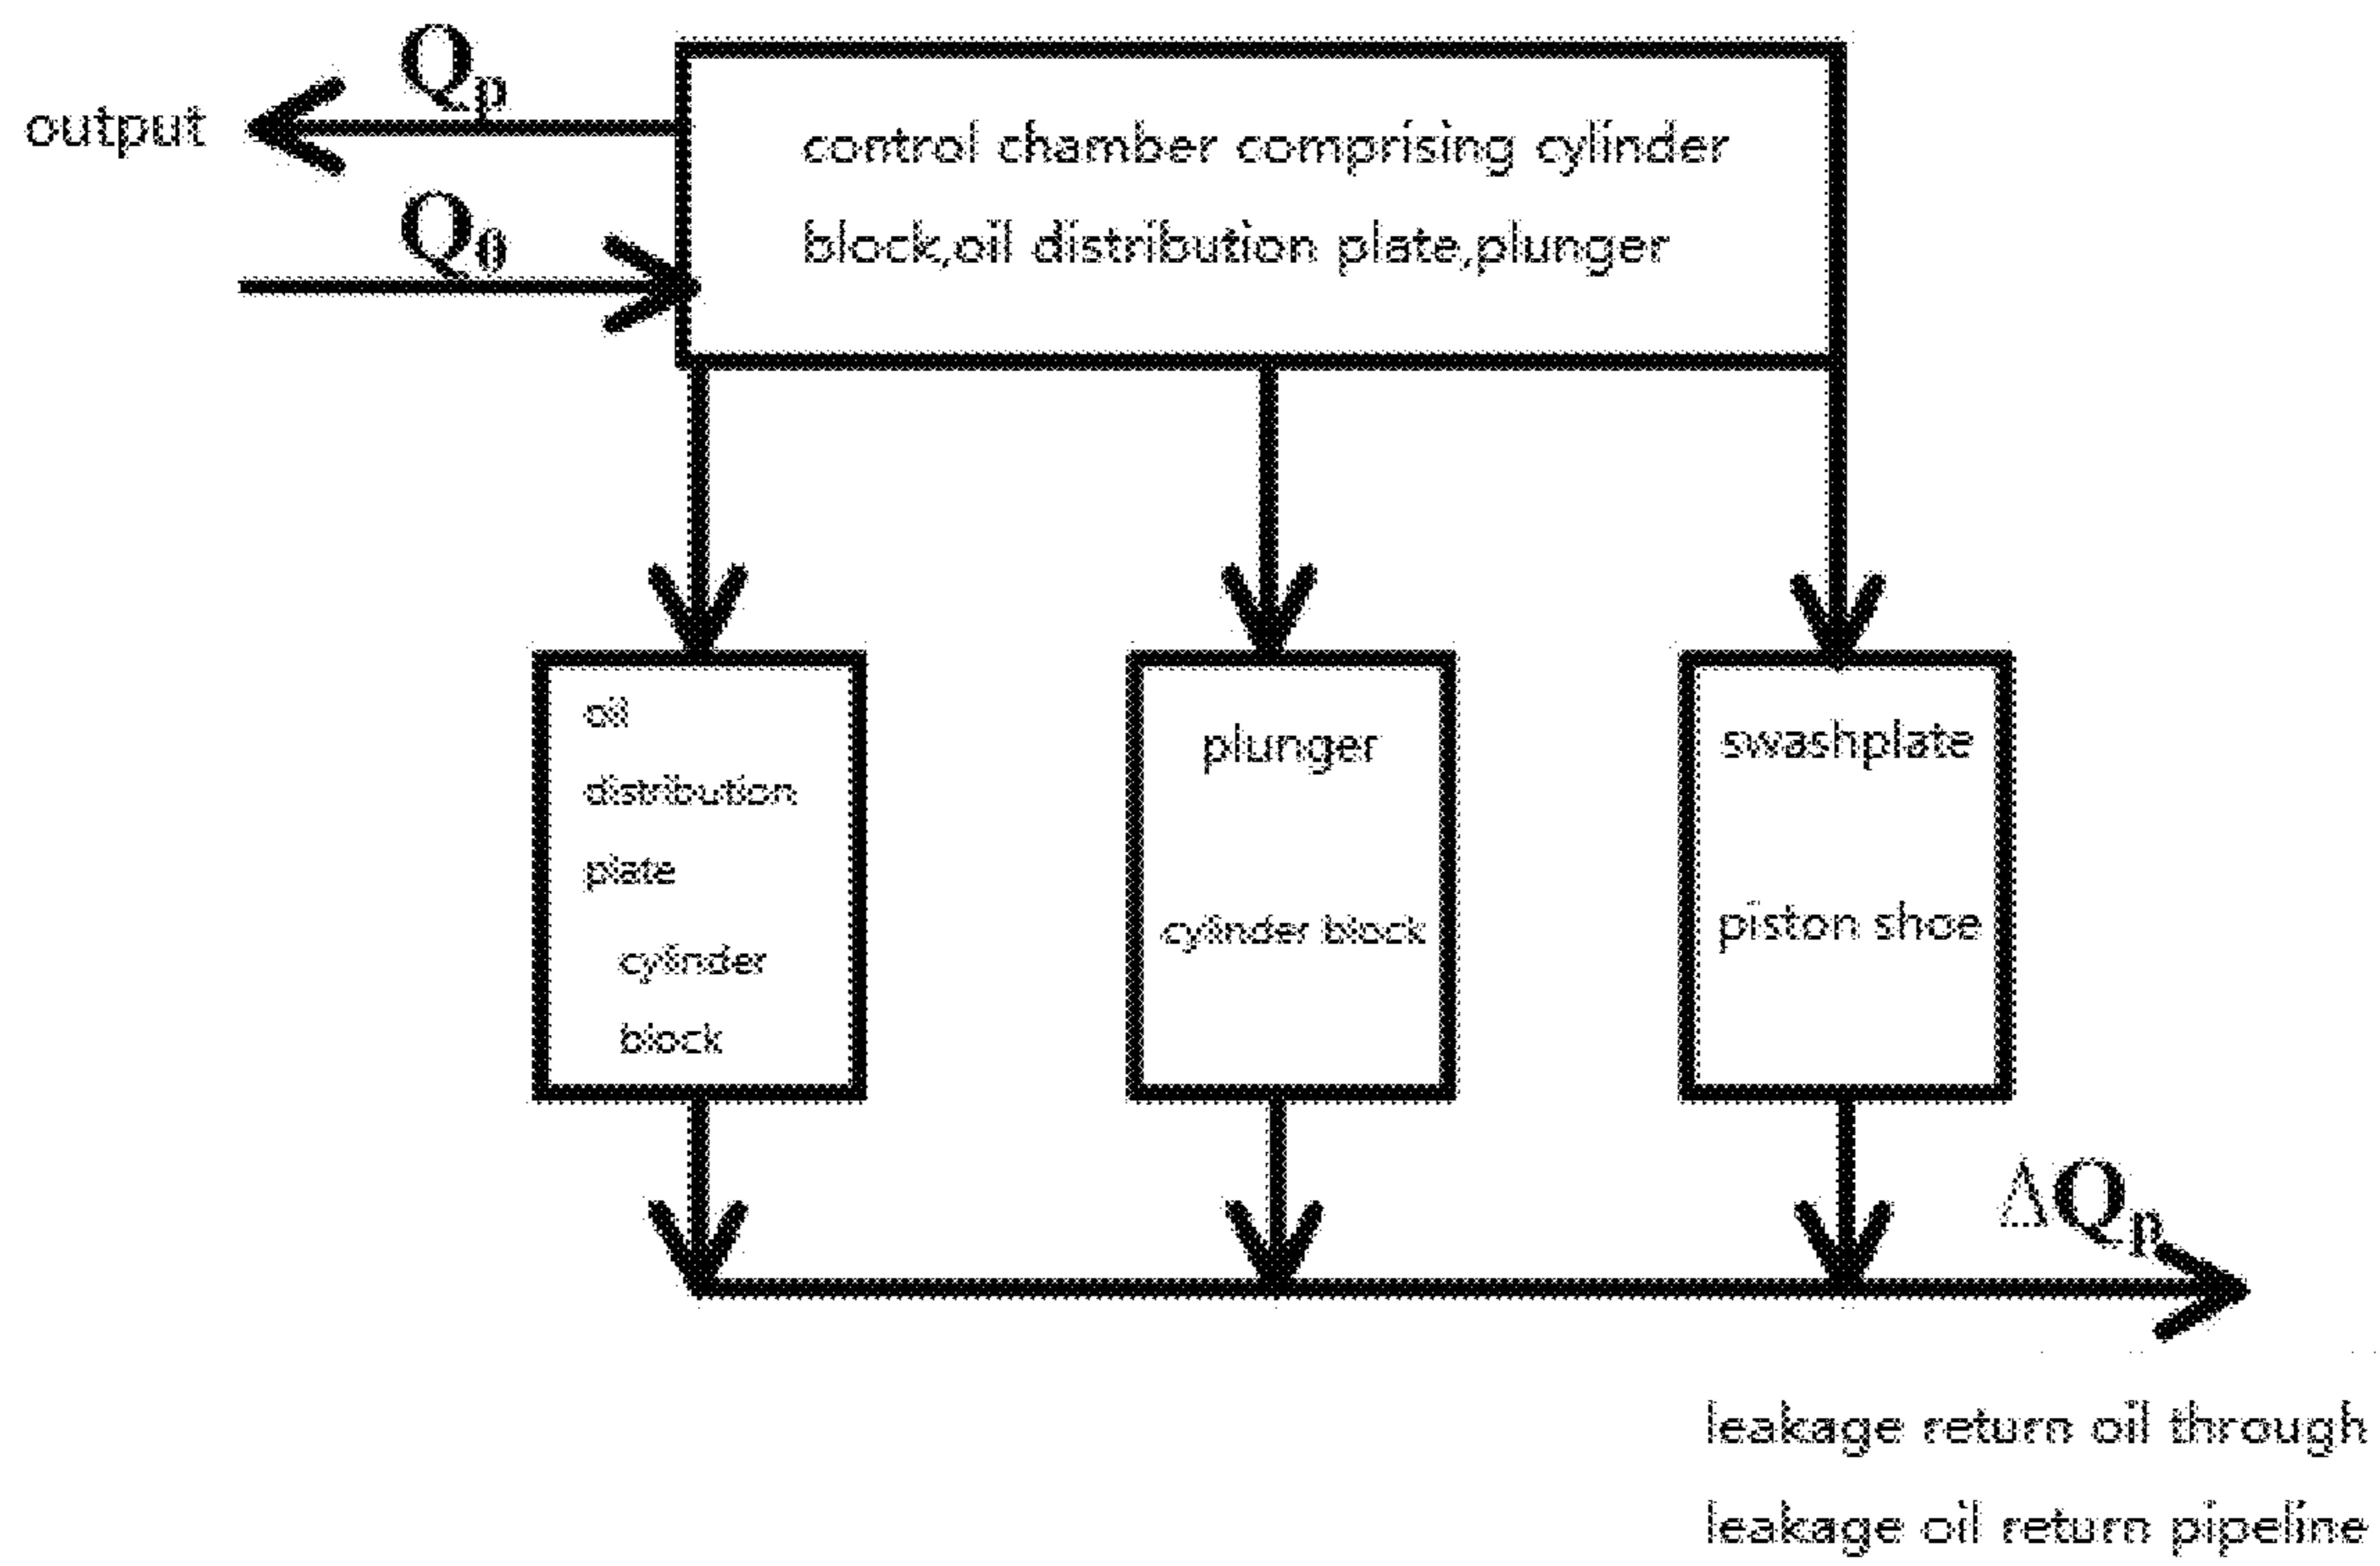 Qp
output
Q0
control chamber comprising cylinder
block,oil distribution plate,plunger
oil
distribution
plate
cylinder
block
plunger
cylinder block
swashplate
piston shoe
ΔQp
leakage return oil through
leakage oil return pipeline